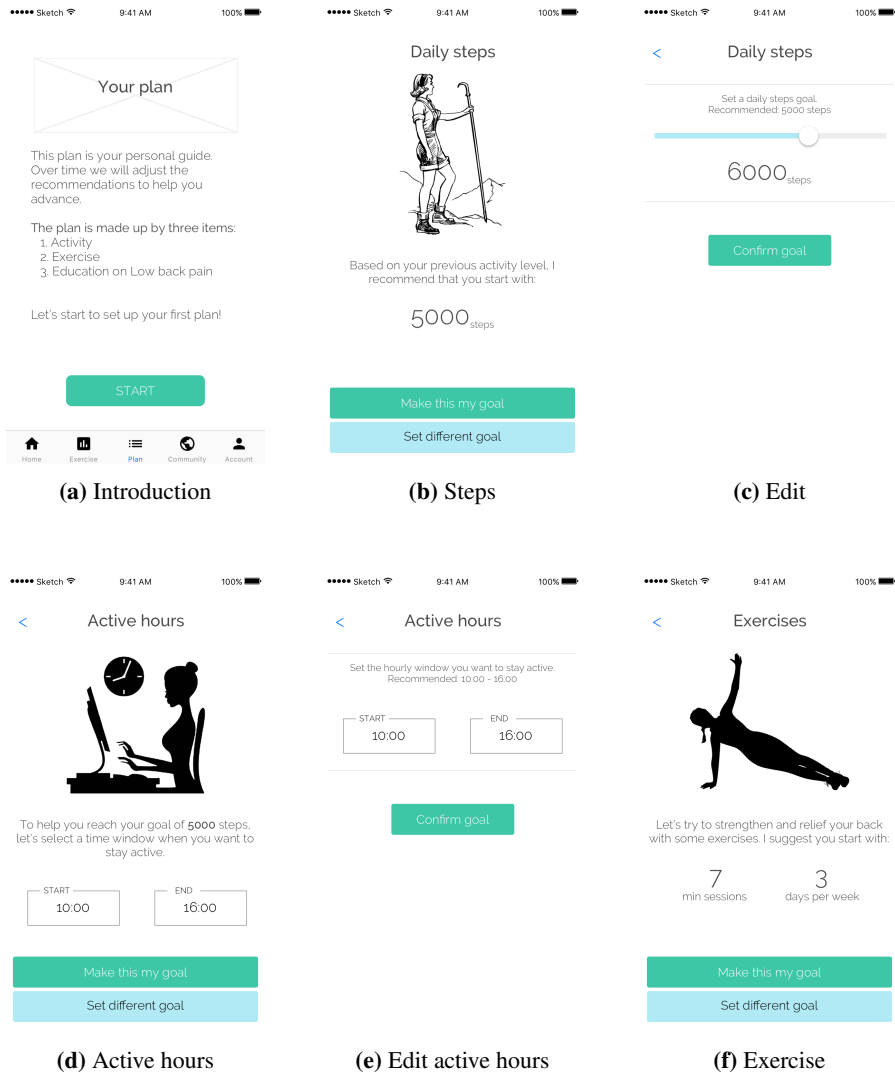 Sketch 9:41 AM 100%
Your plan
This plan is your personal guide.
Over time we will adjust the
recommendations to help you
advance.
The plan is made up by three items:
1. Activity
2. Exercise
3. Education on Low back pain
Let's start to set up your first plan!
START
Home Exercise Plan Community Account
(a) Introduction
Sketch 9:41 AM 100%
Daily steps
Based on your previous activity level, I
recommend that you start with:
5000 steps
Make this my goal
Set different goal
(b) Steps
Sketch 9:41 AM 100%
< Daily steps
Set a daily steps goal.
Recommended: 5000 steps
6000 steps
Confirm goal
(c) Edit
Sketch 9:41 AM 100%
< Active hours
To help you reach your goal of 5000 steps,
let's select a time window when you want to
stay active.
START END
10:00 16:00
Make this my goal
Set different goal
(d) Active hours
Sketch 9:41 AM 100%
< Active hours
Set the hourly window you want to stay active.
Recommended: 10:00 - 16:00
START END
10:00 16:00
Confirm goal
(e) Edit active hours
Sketch 9:41 AM 100%
< Exercises
Let's try to strengthen and relief your back
with some exercises. I suggest you start with:
7 3
min sessions days per week
Make this my goal
Set different goal
(f) Exercise